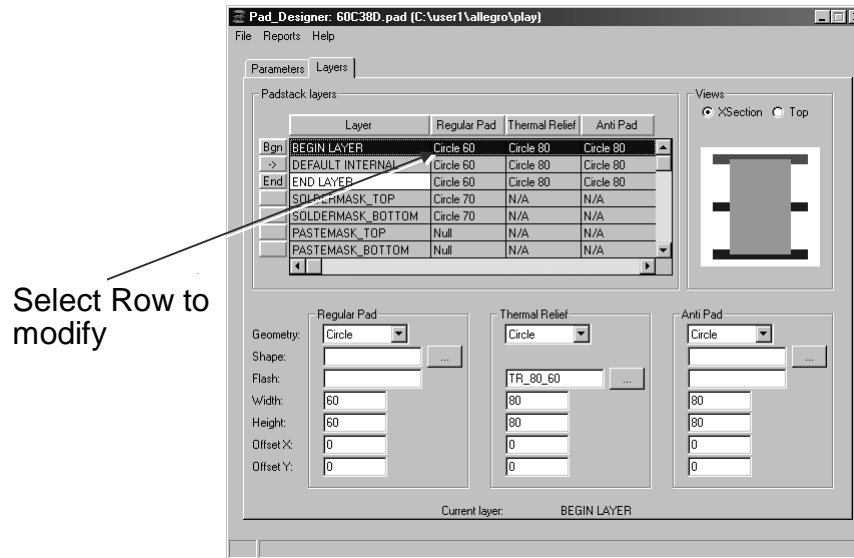 Pad_Designer: 60C38D.pad (C:\user1\allegro\play)
File Reports Help
Parameters Layers
Padstack layers
Views
XSection Top
Layer Regular Pad Thermal Relief Anti Pad
Bgn BEGIN LAYER Circle 60 Circle 80 Circle 80
-> DEFAULT INTERNAL Circle 60 Circle 80 Circle 80
End END LAYER Circle 60 Circle 80 Circle 80
SOLDERMASK_TOP Circle 70 N/A N/A
SOLDERMASK_BOTTOM Circle 70 N/A N/A
PASTEMASK_TOP Null N/A N/A
PASTEMASK_BOTTOM Null N/A N/A
Select Row to
modify
Regular Pad Thermal Relief Anti Pad
Geometry: Circle Circle Circle
Shape: ... ...
Flash: TR_80_60 ...
Width: 60 80 80
Height: 60 80 80
Offset X: 0 0 0
Offset Y: 0 0 0
Current layer: BEGIN LAYER